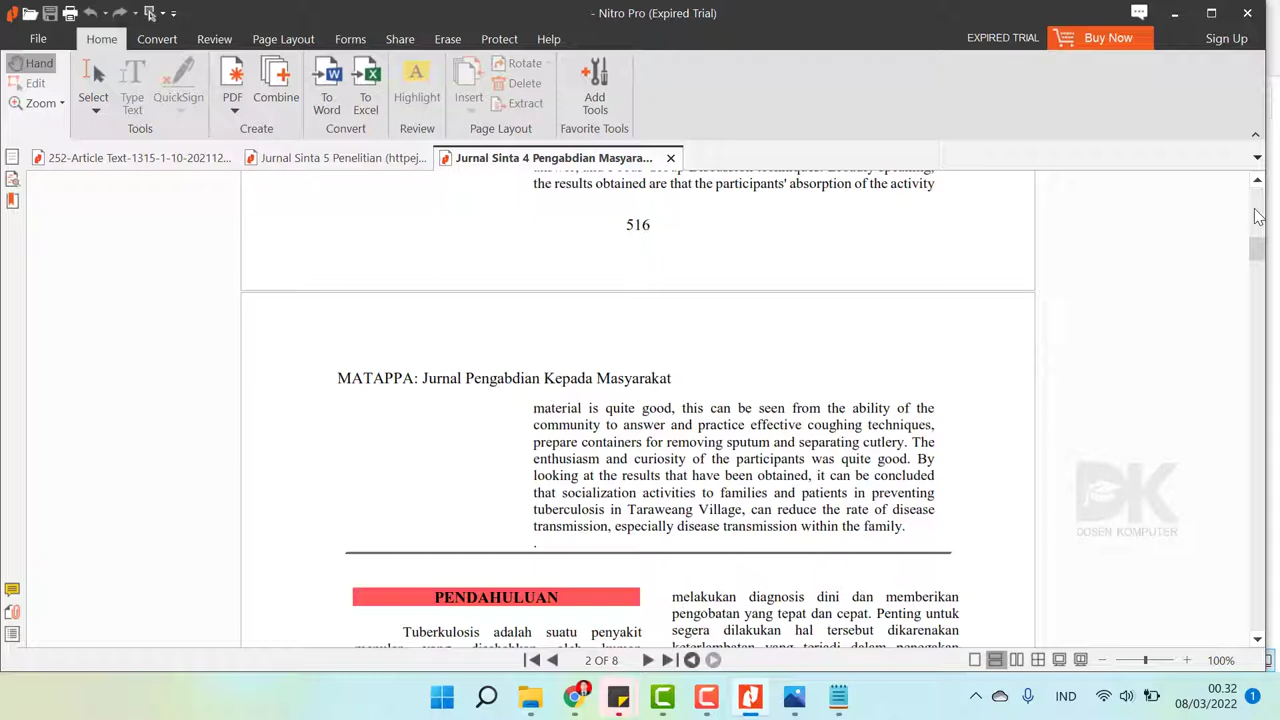 - Nitro Pro (Expired Trial)
File Home Convert Review Page Layout Forms Share Erase Protect Help
EXPIRED TRIAL Buy Now Sign Up
Hand
Edit
Zoom
Select
Type Text
QuickSign
Tools
PDF
Combine
Create
To Word
To Excel
Convert
Highlight
Review
Insert
Rotate
Delete
Extract
Page Layout
Add Tools
Favorite Tools
252-Article Text-1315-1-10-202112... Jurnal Sinta 5 Penelitian (httpej... Jurnal Sinta 4 Pengabdian Masyara...
the results obtained are that the participants' absorption of the activity
516
MATAPPA: Jurnal Pengabdian Kepada Masyarakat
material is quite good, this can be seen from the ability of the
community to answer and practice effective coughing techniques,
prepare containers for removing sputum and separating cutlery. The
enthusiasm and curiosity of the participants was quite good. By
looking at the results that have been obtained, it can be concluded
that socialization activities to families and patients in preventing
tuberculosis in Taraweang Village, can reduce the rate of disease
transmission, especially disease transmission within the family.
.
PENDAHULUAN
Tuberkulosis adalah suatu penyakit
melakukan diagnosis dini dan memberikan
pengobatan yang tepat dan cepat. Penting untuk
segera dilakukan hal tersebut dikarenakan
DK
DOSEN KOMPUTER
2 OF 8
100%
IND
00.32
08/03/2022
1